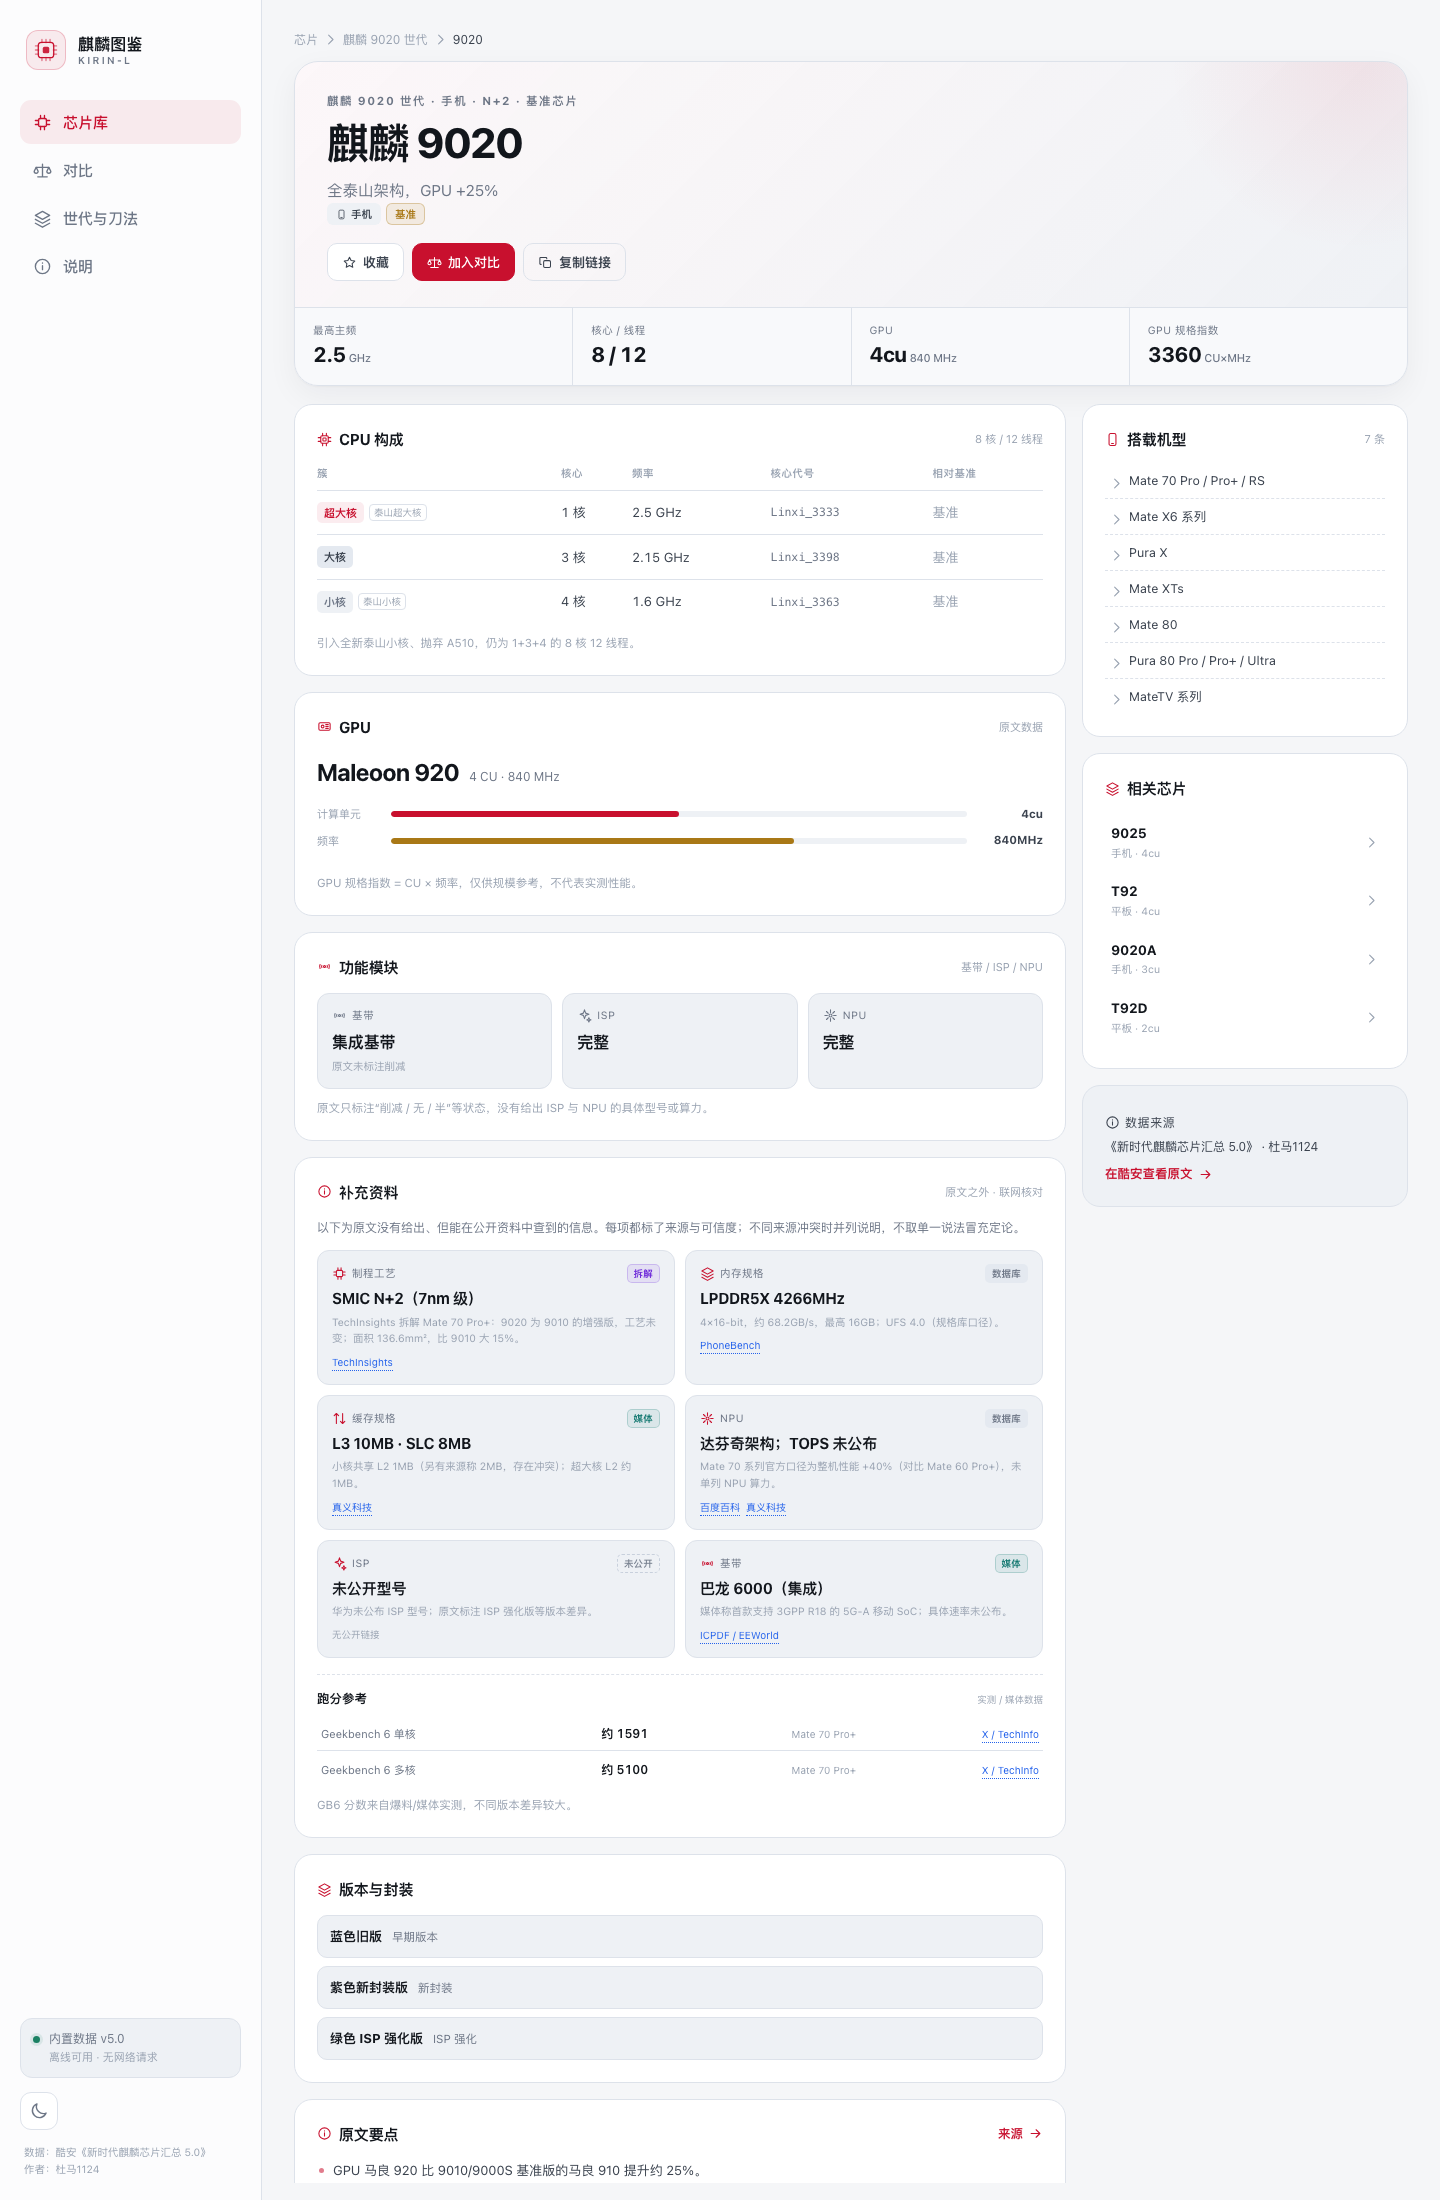 麒麟图鉴
KIRIN-L
芯片库
对比
世代与刀法
说明
内置数据 v5.0
离线可用 · 无网络请求
数据：酷安《新时代麒麟芯片汇总 5.0》
作者：杜马1124
芯片 > 麒麟 9020 世代 > 9020
麒麟 9020 世代 · 手机 · N+2 · 基准芯片
麒麟 9020
全泰山架构，GPU +25%
手机 基准
收藏 加入对比 复制链接
最高主频
2.5 GHz
核心 / 线程
8 / 12
GPU
4cu 840 MHz
GPU 规格指数
3360 CU×MHz
CPU 构成 8 核 / 12 线程
簇 核心 频率 核心代号 相对基准
超大核 泰山超大核 1 核 2.5 GHz Linxi_3333 基准
大核 3 核 2.15 GHz Linxi_3398 基准
小核 泰山小核 4 核 1.6 GHz Linxi_3363 基准
引入全新泰山小核、抛弃 A510，仍为 1+3+4 的 8 核 12 线程。
GPU 原文数据
Maleoon 920 4 CU · 840 MHz
计算单元 4cu
频率 840MHz
GPU 规格指数 = CU × 频率，仅供规模参考，不代表实测性能。
功能模块 基带 / ISP / NPU
基带
集成基带
原文未标注削减
ISP
完整
NPU
完整
原文只标注“削减 / 无 / 半”等状态，没有给出 ISP 与 NPU 的具体型号或算力。
补充资料 原文之外 · 联网核对
以下为原文没有给出、但能在公开资料中查到的信息。每项都标了来源与可信度；不同来源冲突时并列说明，不取单一说法冒充定论。
制程工艺 拆解
SMIC N+2（7nm 级）
TechInsights 拆解 Mate 70 Pro+：9020 为 9010 的增强版，工艺未
变；面积 136.6mm²，比 9010 大 15%。
TechInsights
内存规格 数据库
LPDDR5X 4266MHz
4×16-bit，约 68.2GB/s，最高 16GB；UFS 4.0（规格库口径）。
PhoneBench
缓存规格 媒体
L3 10MB · SLC 8MB
小核共享 L2 1MB（另有来源称 2MB，存在冲突）；超大核 L2 约
1MB。
真义科技
NPU 数据库
达芬奇架构；TOPS 未公布
Mate 70 系列官方口径为整机性能 +40%（对比 Mate 60 Pro+），未
单列 NPU 算力。
百度百科 真义科技
ISP 未公开
未公开型号
华为未公布 ISP 型号；原文标注 ISP 强化版等版本差异。
无公开链接
基带 媒体
巴龙 6000（集成）
媒体称首款支持 3GPP R18 的 5G-A 移动 SoC；具体速率未公布。
ICPDF / EEWorld
跑分参考 实测 / 媒体数据
Geekbench 6 单核 约 1591 Mate 70 Pro+ X / TechInfo
Geekbench 6 多核 约 5100 Mate 70 Pro+ X / TechInfo
GB6 分数来自爆料/媒体实测，不同版本差异较大。
版本与封装
蓝色旧版 早期版本
紫色新封装版 新封装
绿色 ISP 强化版 ISP 强化
原文要点 来源 →
GPU 马良 920 比 9010/9000S 基准版的马良 910 提升约 25%。
搭载机型 7 条
Mate 70 Pro / Pro+ / RS
Mate X6 系列
Pura X
Mate XTs
Mate 80
Pura 80 Pro / Pro+ / Ultra
MateTV 系列
相关芯片
9025
手机 · 4cu
T92
平板 · 4cu
9020A
手机 · 3cu
T92D
平板 · 2cu
数据来源
《新时代麒麟芯片汇总 5.0》 · 杜马1124
在酷安查看原文 →